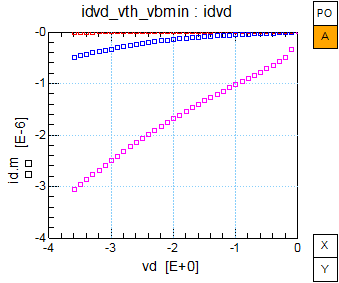 idvd_vth_vbmin : idvd
PO
A
-0
-1
-2
-3
-4
id.m [E-6]
-4 -3 -2 -1 0
vd [E+0]
X
Y